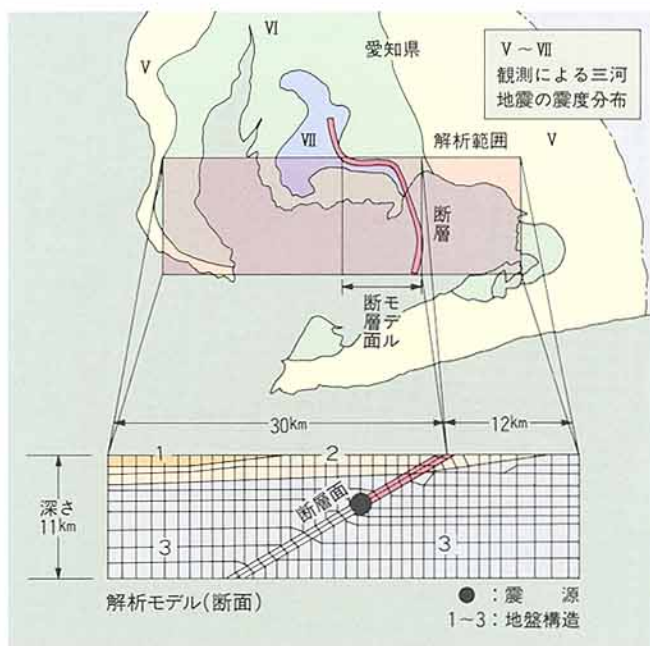 Ⅵ
愛知県
Ⅴ
Ⅴ～Ⅶ
観測による三河
地震の震度分布
Ⅶ
解析範囲
Ⅴ
断層
断層面
モデル
30km
12km
1
2
深さ
11km
断層面
3
3
解析モデル(断面)
●：震　源
1～3：地盤構造